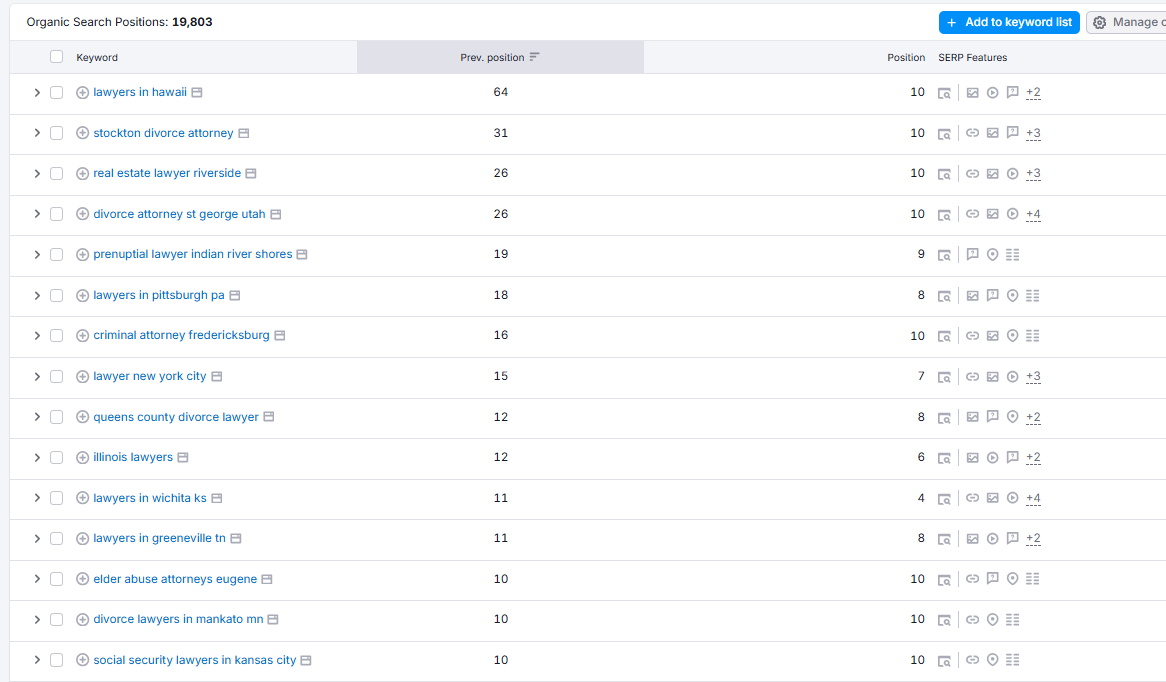 Organic Search Positions: 19,803
+ Add to keyword list
Manage c
Keyword Prev. position Position SERP Features
lawyers in hawaii 64 10 +2
stockton divorce attorney 31 10 +3
real estate lawyer riverside 26 10 +3
divorce attorney st george utah 26 10 +4
prenuptial lawyer indian river shores 19 9
lawyers in pittsburgh pa 18 8
criminal attorney fredericksburg 16 10
lawyer new york city 15 7 +3
queens county divorce lawyer 12 8 +2
illinois lawyers 12 6 +2
lawyers in wichita ks 11 4 +4
lawyers in greeneville tn 11 8 +2
elder abuse attorneys eugene 10 10
divorce lawyers in mankato mn 10 10
social security lawyers in kansas city 10 10